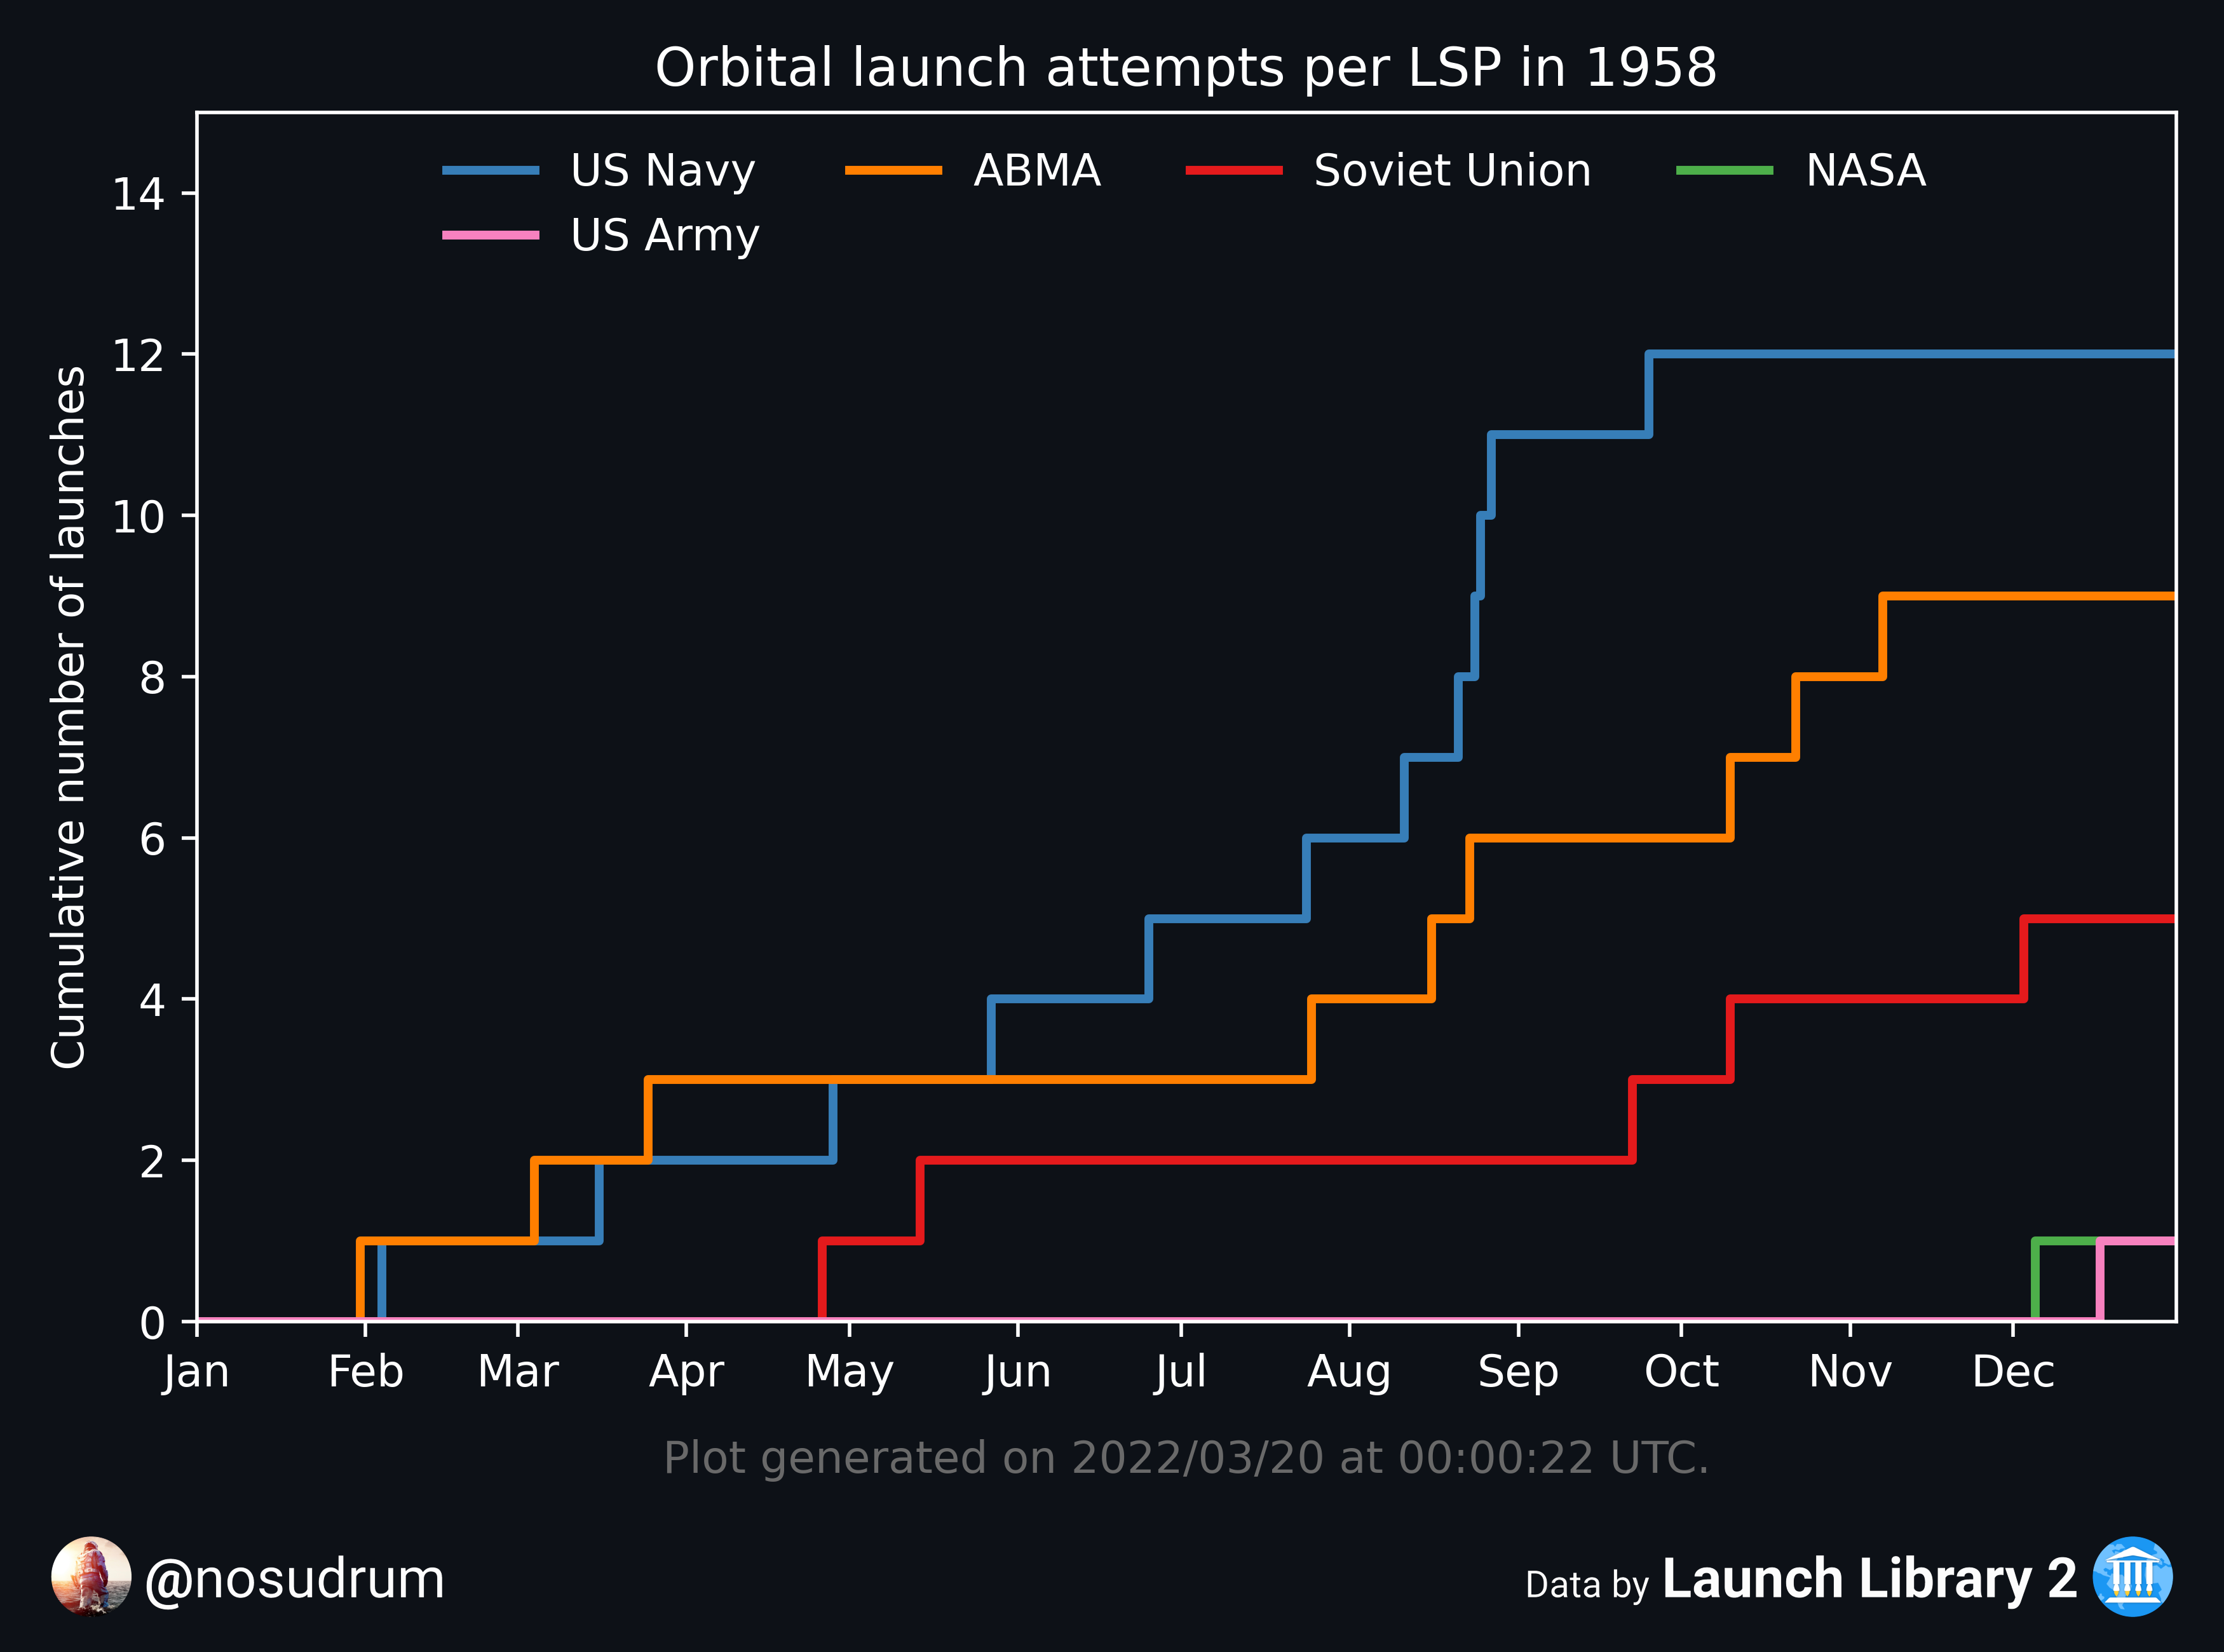 Orbital launch attempts per LSP in 1958
US Navy ABMA Soviet Union NASA
US Army
Cumulative number of launches
14
12
10
8
6
4
2
0
Jan Feb Mar Apr May Jun Jul Aug Sep Oct Nov Dec
Plot generated on 2022/03/20 at 00:00:22 UTC.
@nosudrum
Data by Launch Library 2